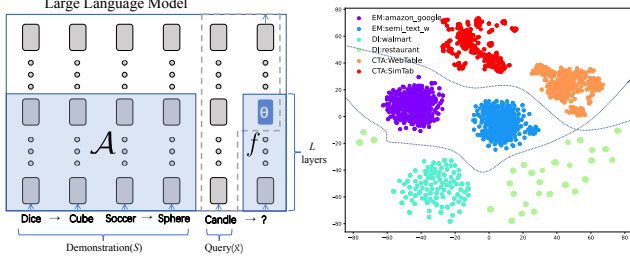 Large Language Model
A
f
θ
L
layers
Dice → Cube Soccer → Sphere Candle → ?
Demonstration(S)
Query(x)
EM:amazon_google
EM:semi_text_w
DI:walmart
DI:restaurant
CTA:WebTable
CTA:SimTab
80
60
40
20
0
−20
−40
−60
−80
−80 −60 −40 −20 0 20 40 60 80